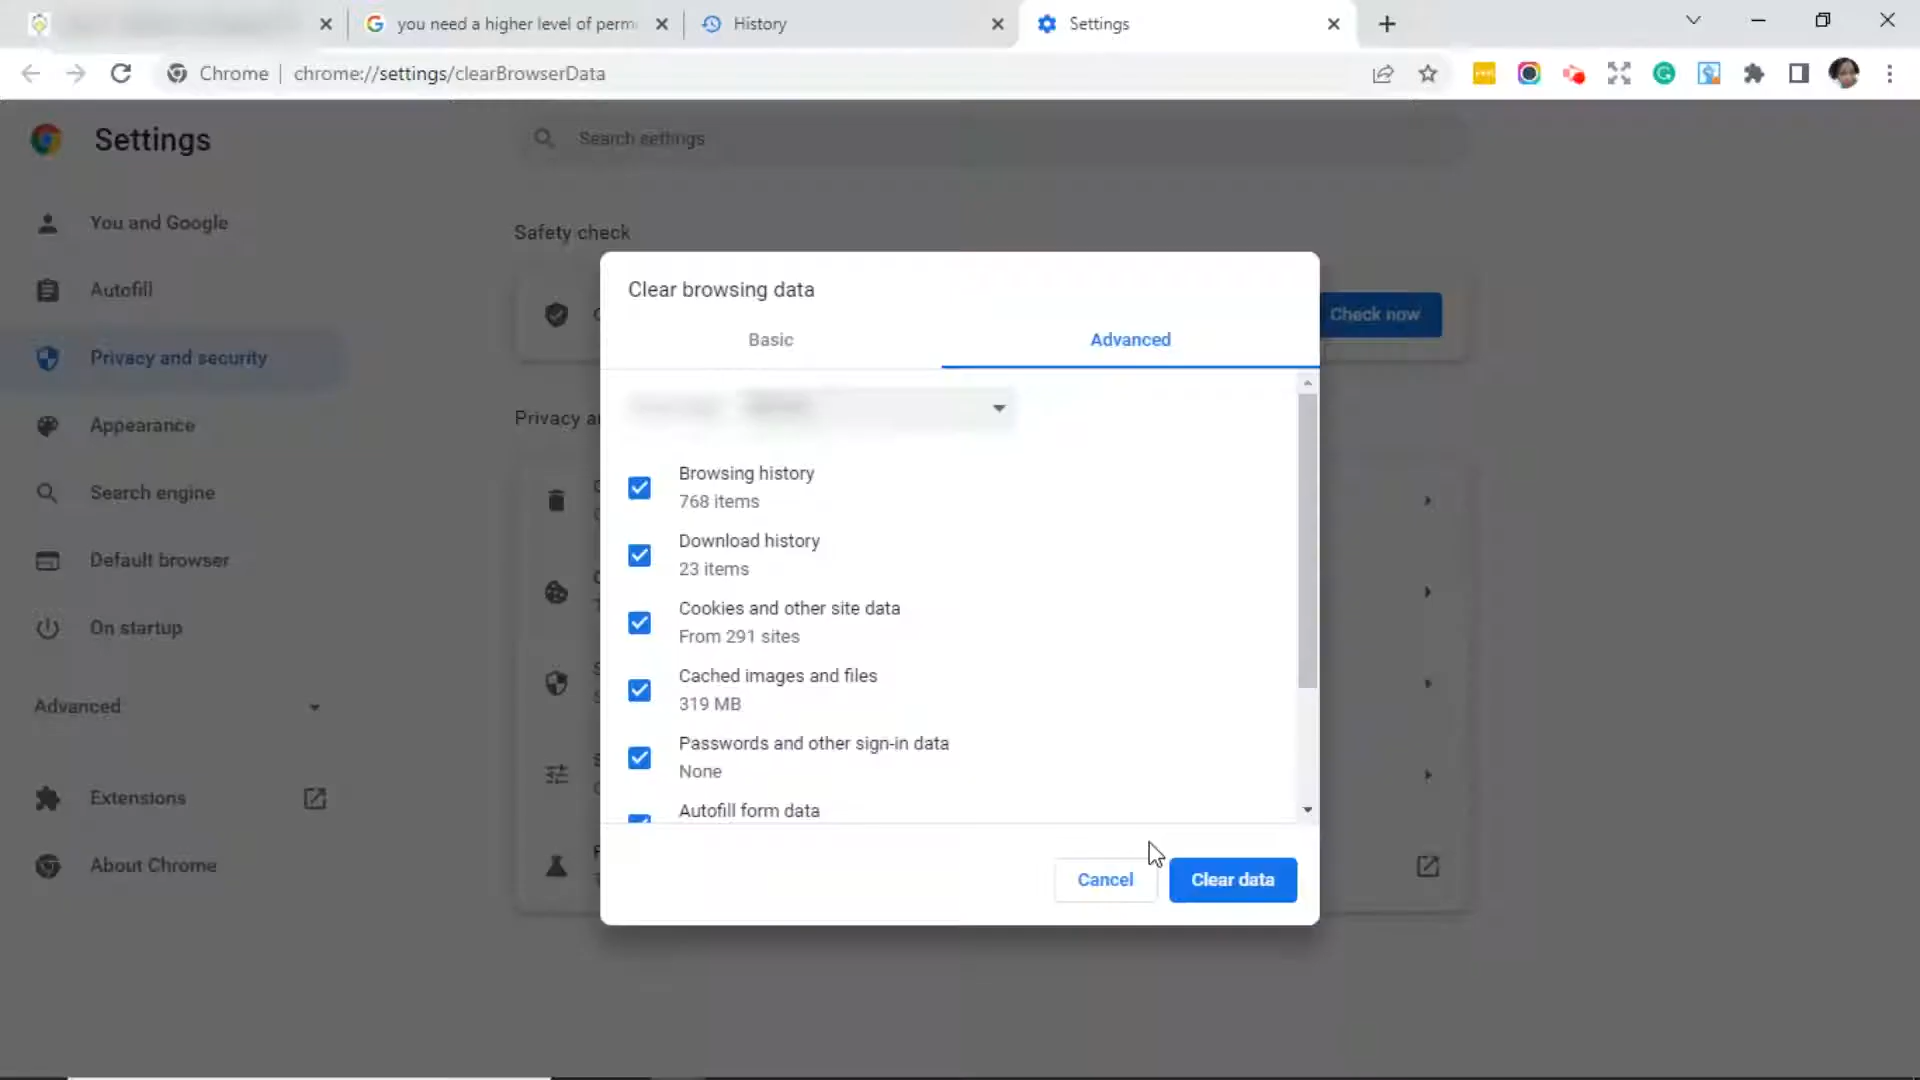 you need a higher level of perm
History
Settings
Chrome
chrome://settings/clearBrowserData
Settings
Search settings
You and Google
Autofill
Privacy and security
Appearance
Search engine
Default browser
On startup
Advanced
Extensions
About Chrome
Safety check
Check now
Privacy a
Clear browsing data
Basic
Advanced
Browsing history
768 items
Download history
23 items
Cookies and other site data
From 291 sites
Cached images and files
319 MB
Passwords and other sign-in data
None
Autofill form data
Cancel
Clear data